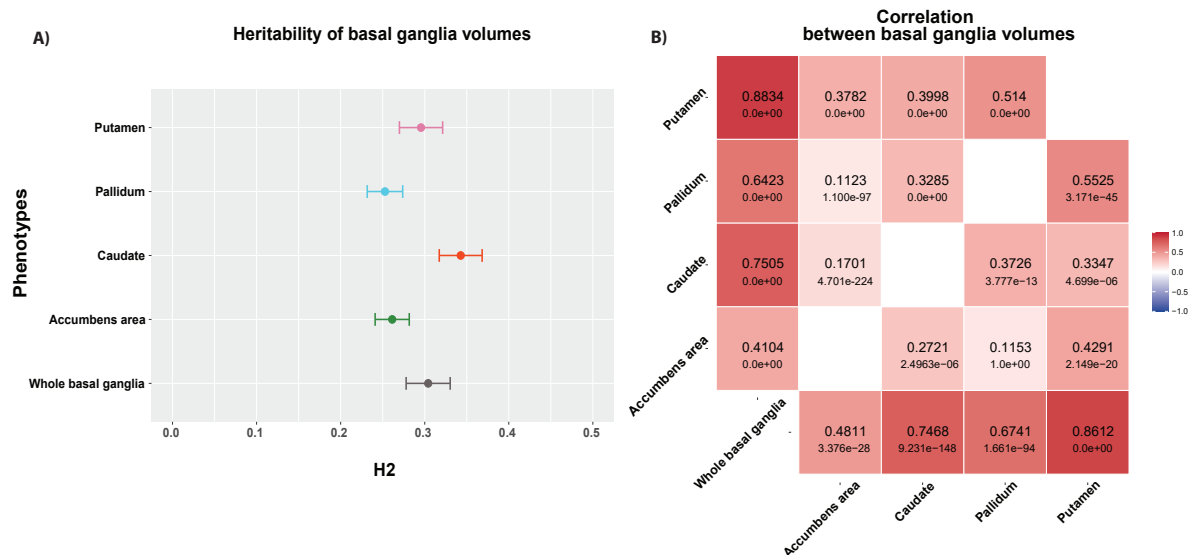 A)
Heritability of basal ganglia volumes
Phenotypes
Putamen
Pallidum
Caudate
Accumbens area
Whole basal ganglia
0.0 0.1 0.2 0.3 0.4 0.5
H2
B)
Correlation
between basal ganglia volumes
Putamen
0.8834 0.3782 0.3998 0.514
0.0e+00 0.0e+00 0.0e+00 0.0e+00
Pallidum
0.6423 0.1123 0.3285 0.5525
0.0e+00 1.100e-97 0.0e+00 3.171e−45
Caudate
0.7505 0.1701 0.3726 0.3347
0.0e+00 4.701e-224 3.777e−13 4.699e−06
Accumbens area
0.4104 0.2721 0.1153 0.4291
0.0e+00 2.4963e−06 1.0e+00 2.149e−20
Whole basal ganglia
0.4811 0.7468 0.6741 0.8612
3.376e−28 9.231e−148 1.661e−94 0.0e+00
Accumbens area
Caudate
Pallidum
Putamen
1.0
0.5
0.0
−0.5
−1.0